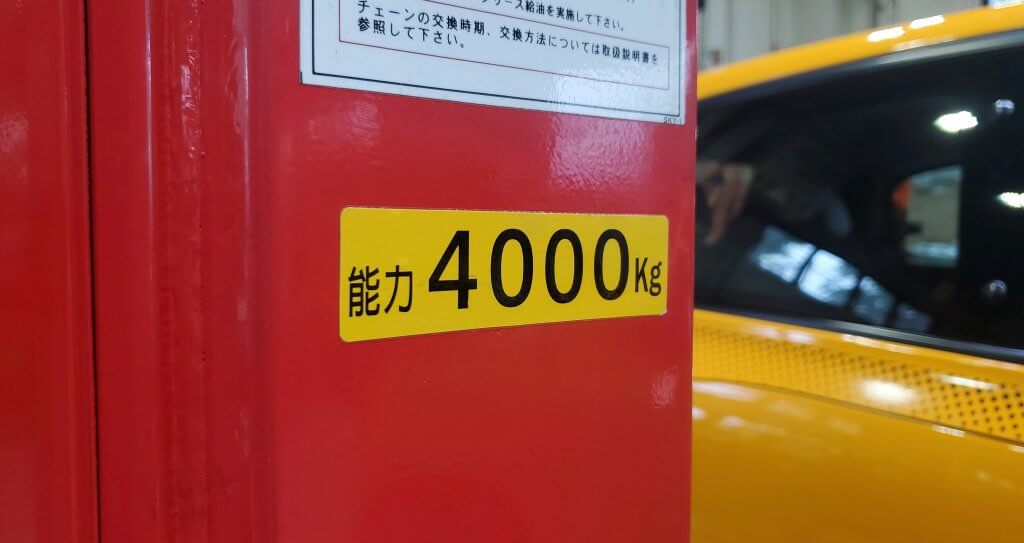 リース給油を実施して下さい。
チェーンの交換時期、交換方法については取扱説明書を
参照して下さい。
SKY-1
能力 4000Kg